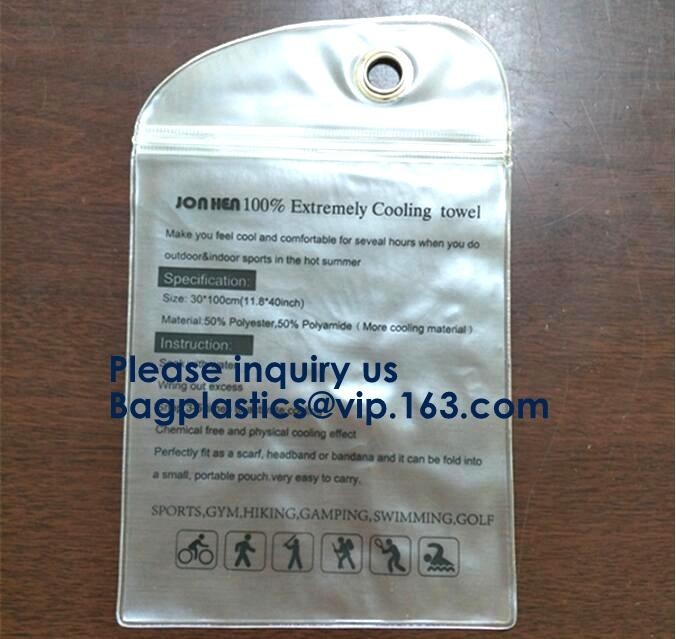 JONHEN 100% Extremely Cooling towel
Make you feel cool and comfortable for seveal hours when you do
outdoor&indoor sports in the hot summer
Specification:
Size: 30*100cm(11.8*40inch)
Material:50% Polyester,50% Polyamide ( More cooling material )
Instruction:
Please inquiry us
Wring out excess
Bagplastics@vip.163.com
Chemical free and physical cooling effect
Perfectly fit as a scarf, headband or bandana and it can be fold into
a small, portable pouch.very easy to carry.
SPORTS,GYM,HIKING,GAMPING,SWIMMING,GOLF